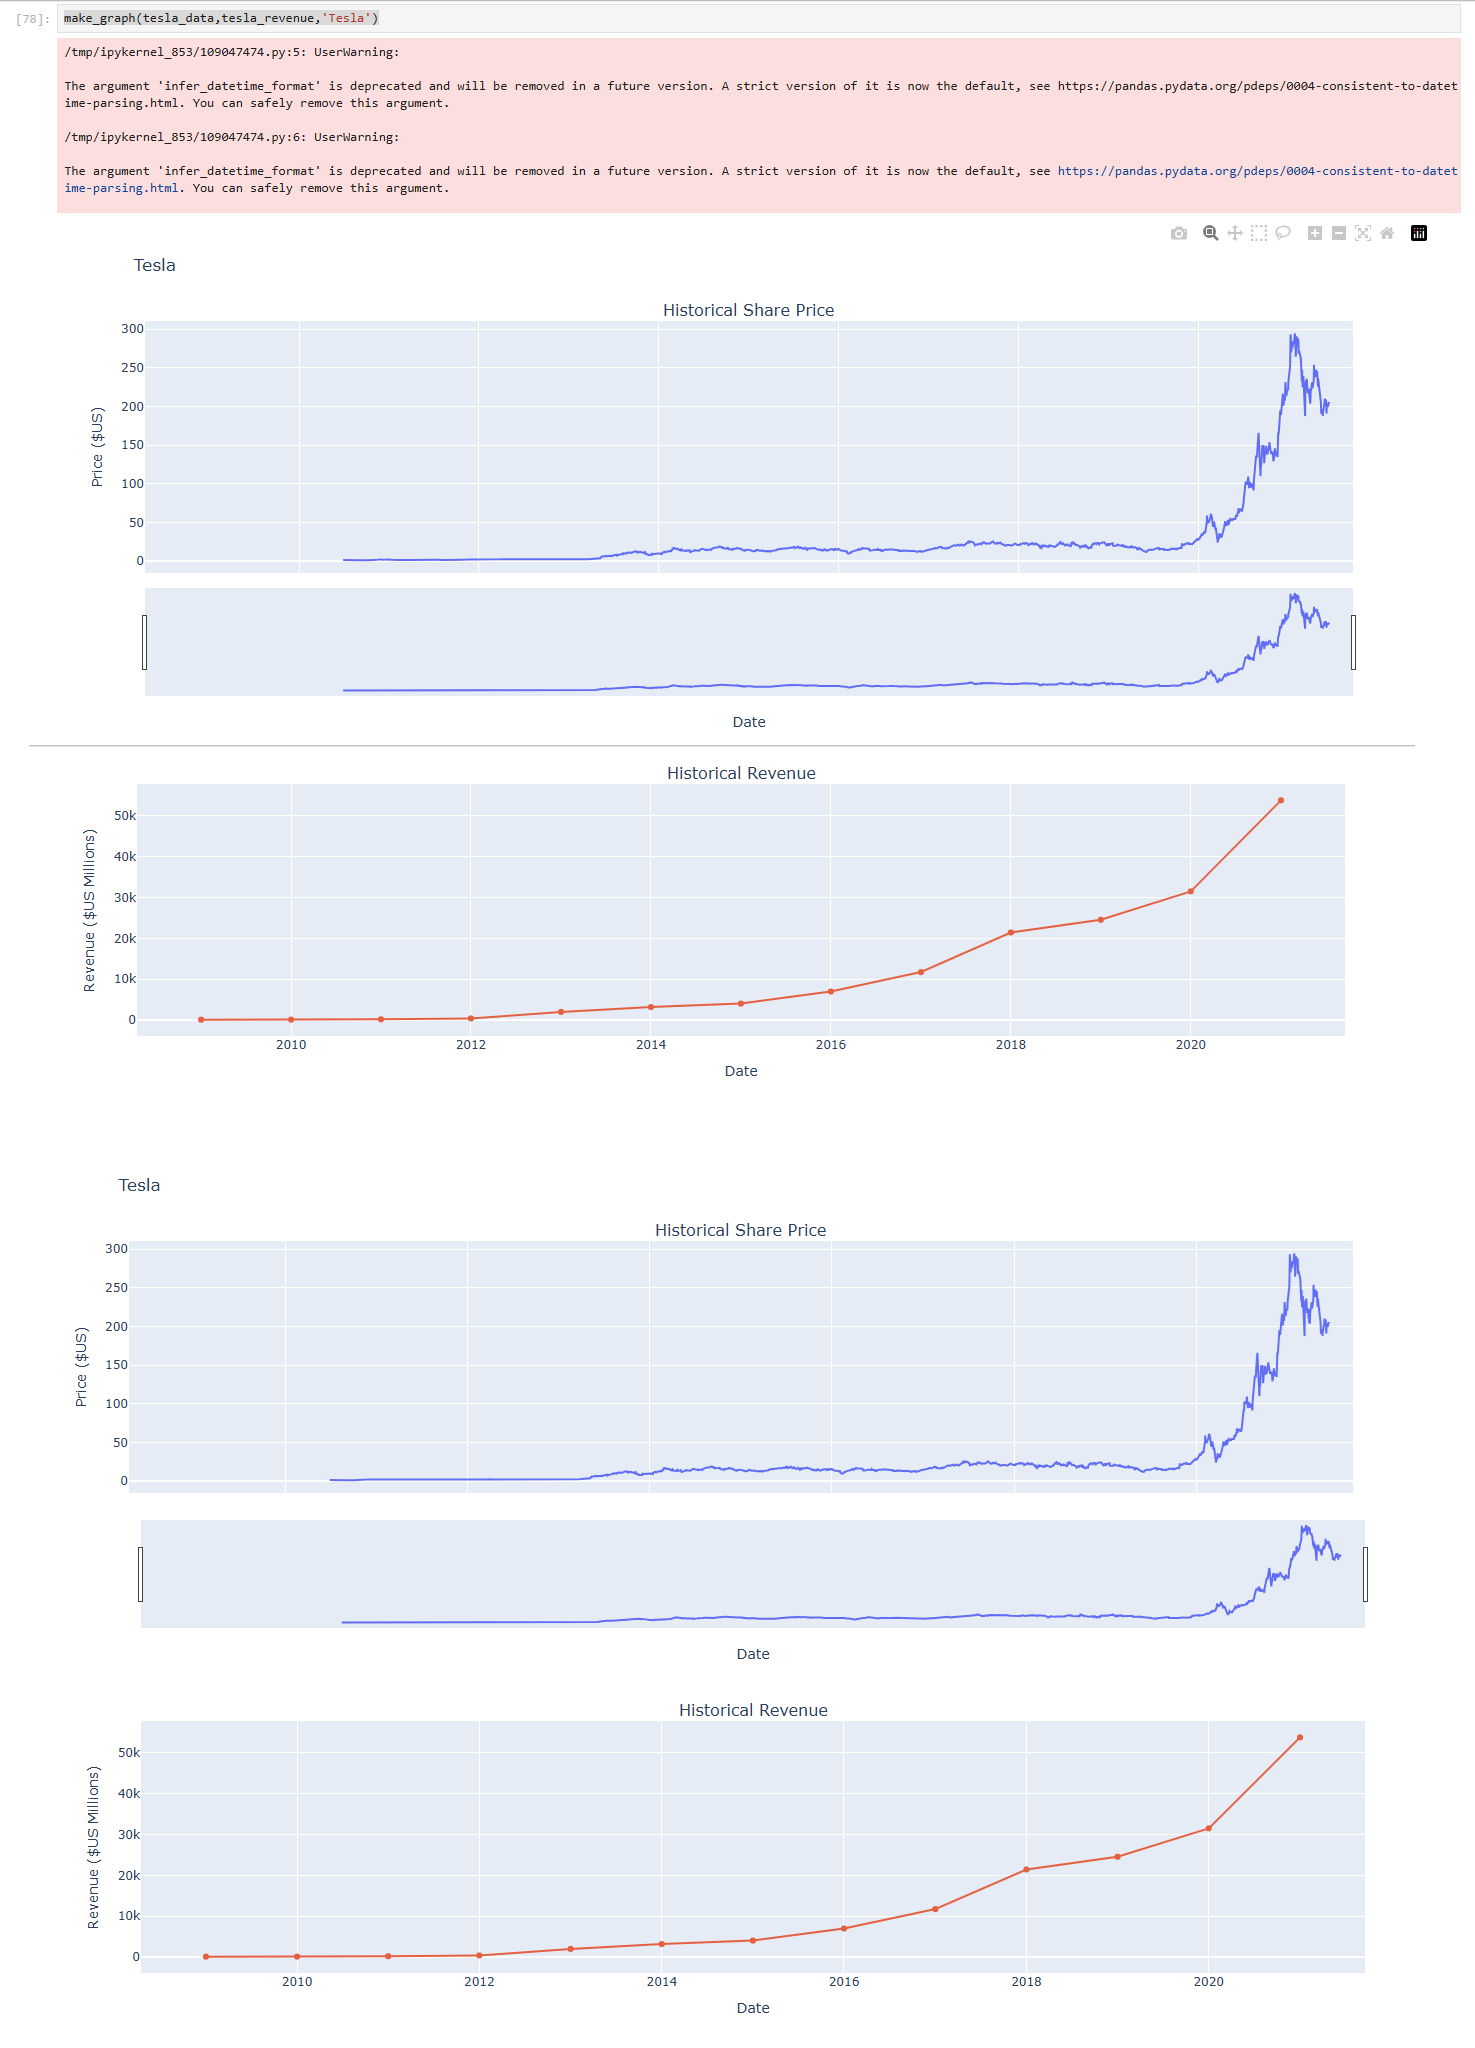 [78]: make_graph(tesla_data,tesla_revenue,'Tesla')
/tmp/ipykernel_853/109047474.py:5: UserWarning:
The argument 'infer_datetime_format' is deprecated and will be removed in a future version. A strict version of it is now the default, see https://pandas.pydata.org/pdeps/0004-consistent-to-datet
ime-parsing.html. You can safely remove this argument.
/tmp/ipykernel_853/109047474.py:6: UserWarning:
The argument 'infer_datetime_format' is deprecated and will be removed in a future version. A strict version of it is now the default, see https://pandas.pydata.org/pdeps/0004-consistent-to-datet
ime-parsing.html. You can safely remove this argument.
Tesla
Historical Share Price
Price ($US)
300
250
200
150
100
50
0
Date
Historical Revenue
Revenue ($US Millions)
50k
40k
30k
20k
10k
0
2010 2012 2014 2016 2018 2020
Date
Tesla
Historical Share Price
Price ($US)
300
250
200
150
100
50
0
Date
Historical Revenue
Revenue ($US Millions)
50k
40k
30k
20k
10k
0
2010 2012 2014 2016 2018 2020
Date